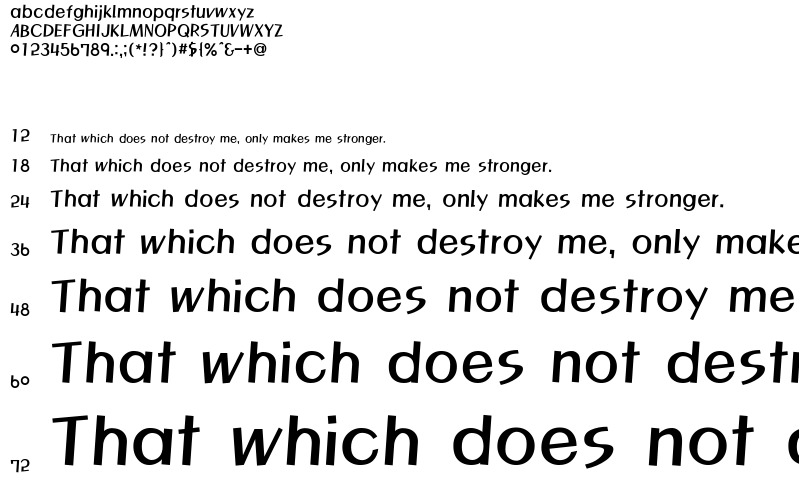 abcdefghijklmnopqrstuvwxyz
ABCDEFGHIJKLMNOPQRSTUVWXYZ
0123456789.:,;(*!?}^)#${%^&-+@
12 That which does not destroy me, only makes me stronger.
18 That which does not destroy me, only makes me stronger.
24 That which does not destroy me, only makes me stronger.
36 That which does not destroy me, only make
48 That which does not destroy me
60 That which does not destr
72 That which does not